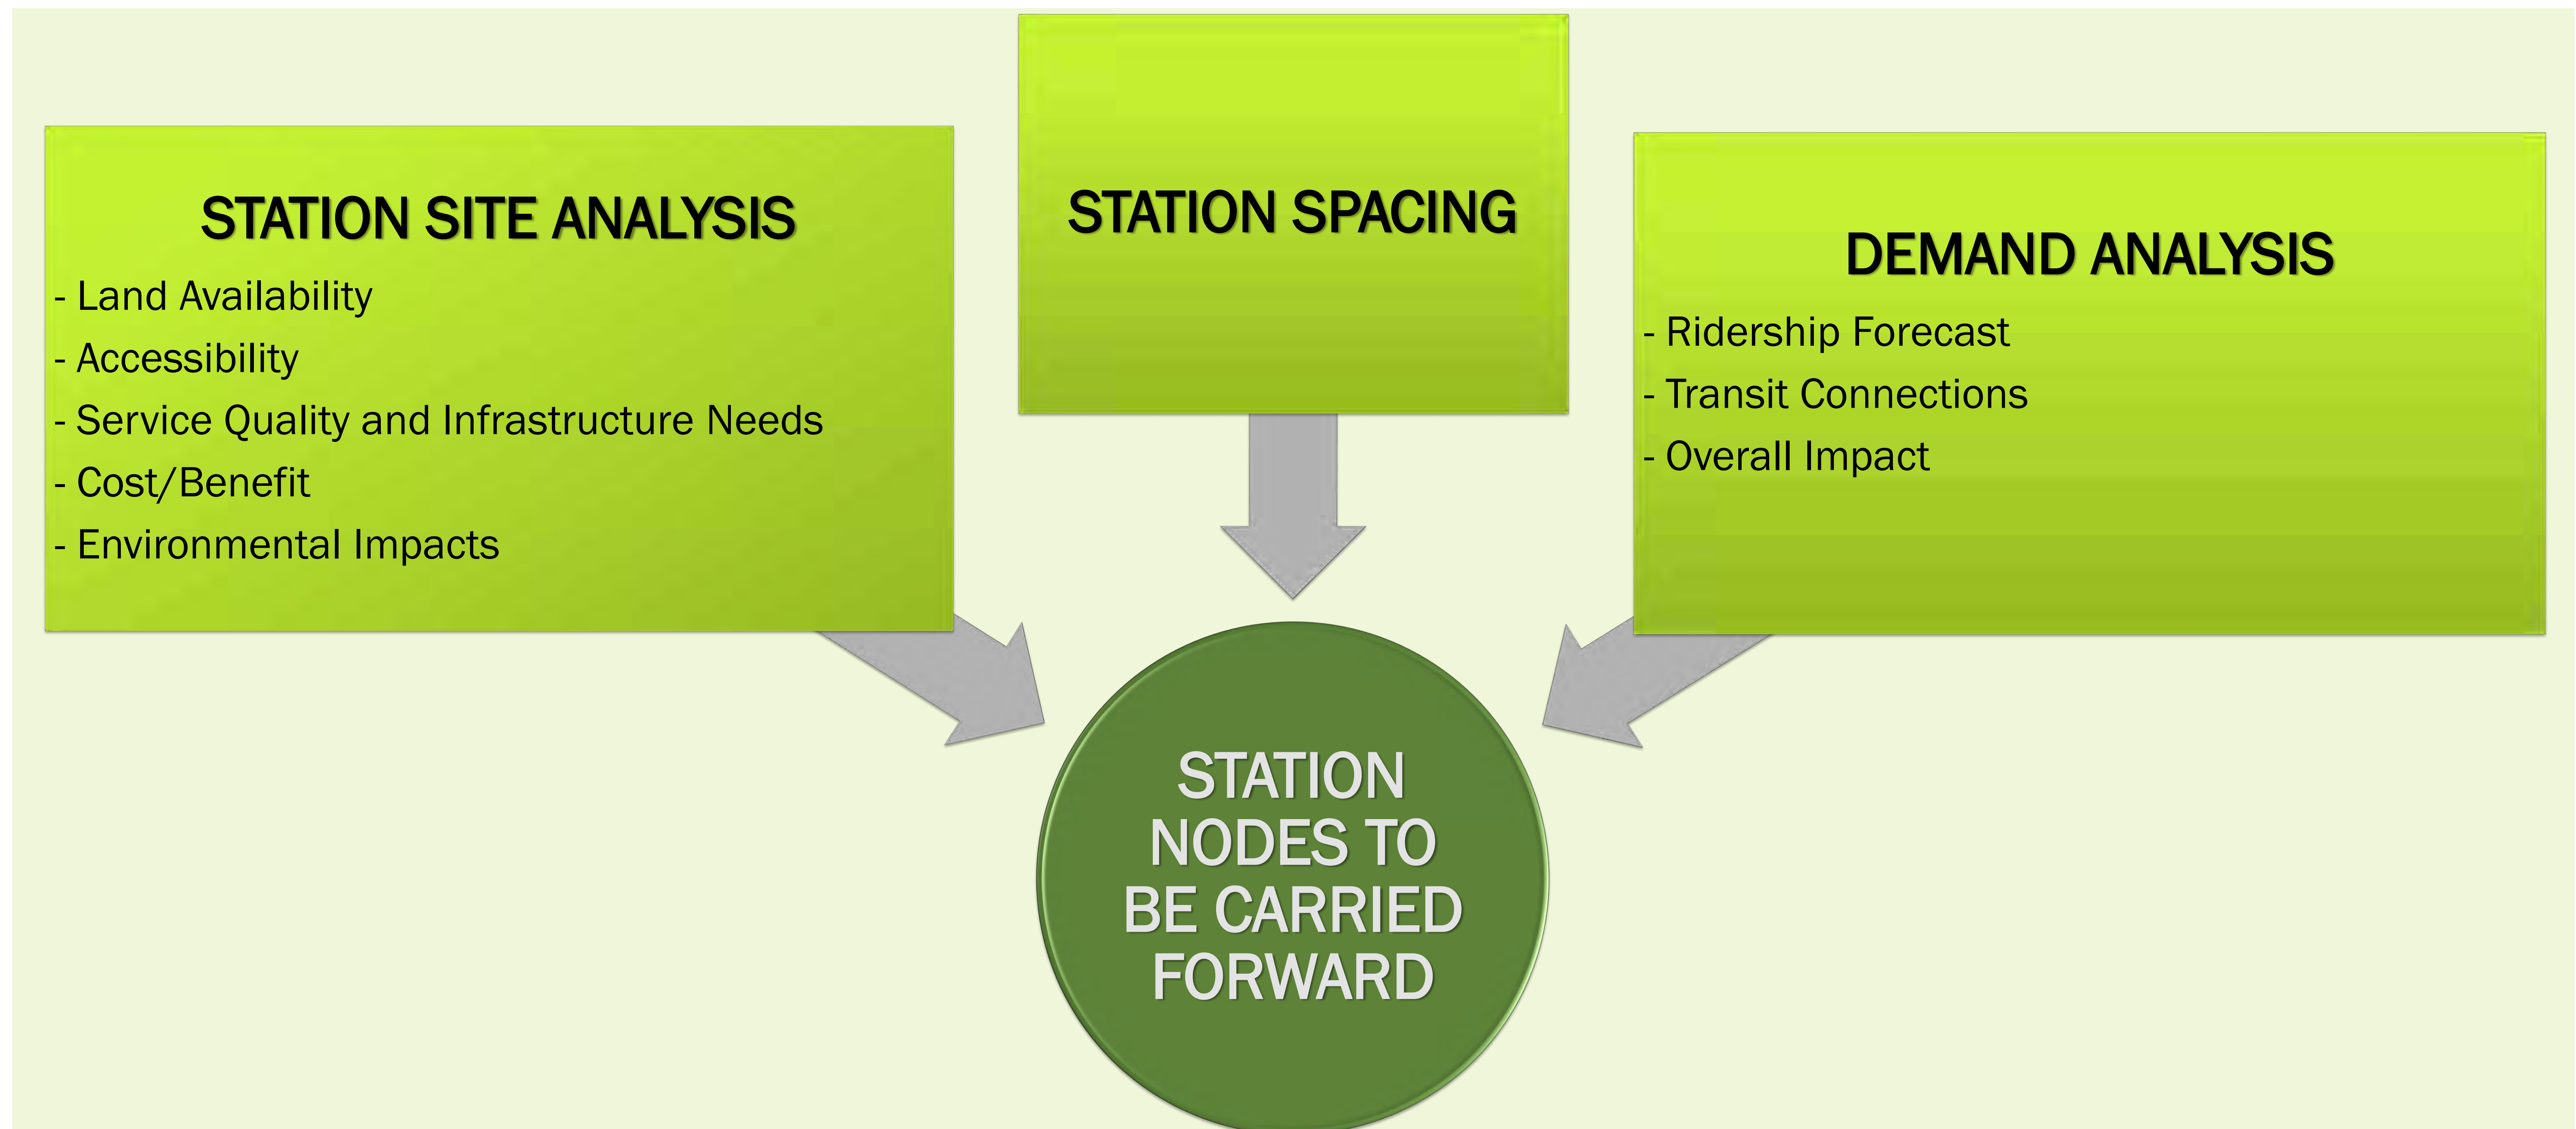 STATION SITE ANALYSIS
- Land Availability
- Accessibility
- Service Quality and Infrastructure Needs
- Cost/Benefit
- Environmental Impacts
STATION SPACING
DEMAND ANALYSIS
- Ridership Forecast
- Transit Connections
- Overall Impact
STATION
NODES TO
BE CARRIED
FORWARD